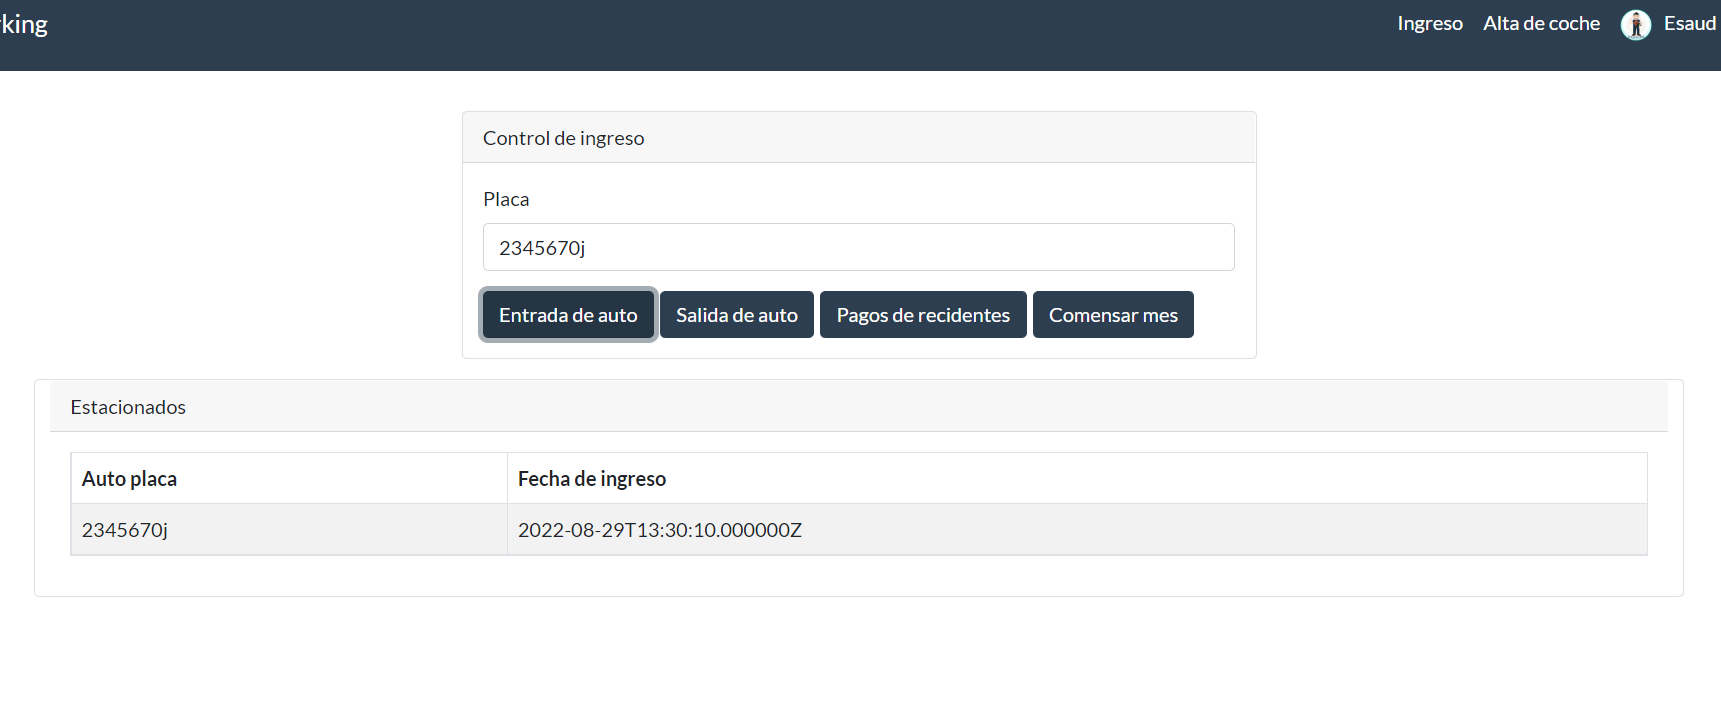 king
Ingreso Alta de coche Esaud
Control de ingreso
Placa
2345670j
Entrada de auto Salida de auto Pagos de recidentes Comensar mes
Estacionados
Auto placa Fecha de ingreso
2345670j 2022-08-29T13:30:10.000000Z